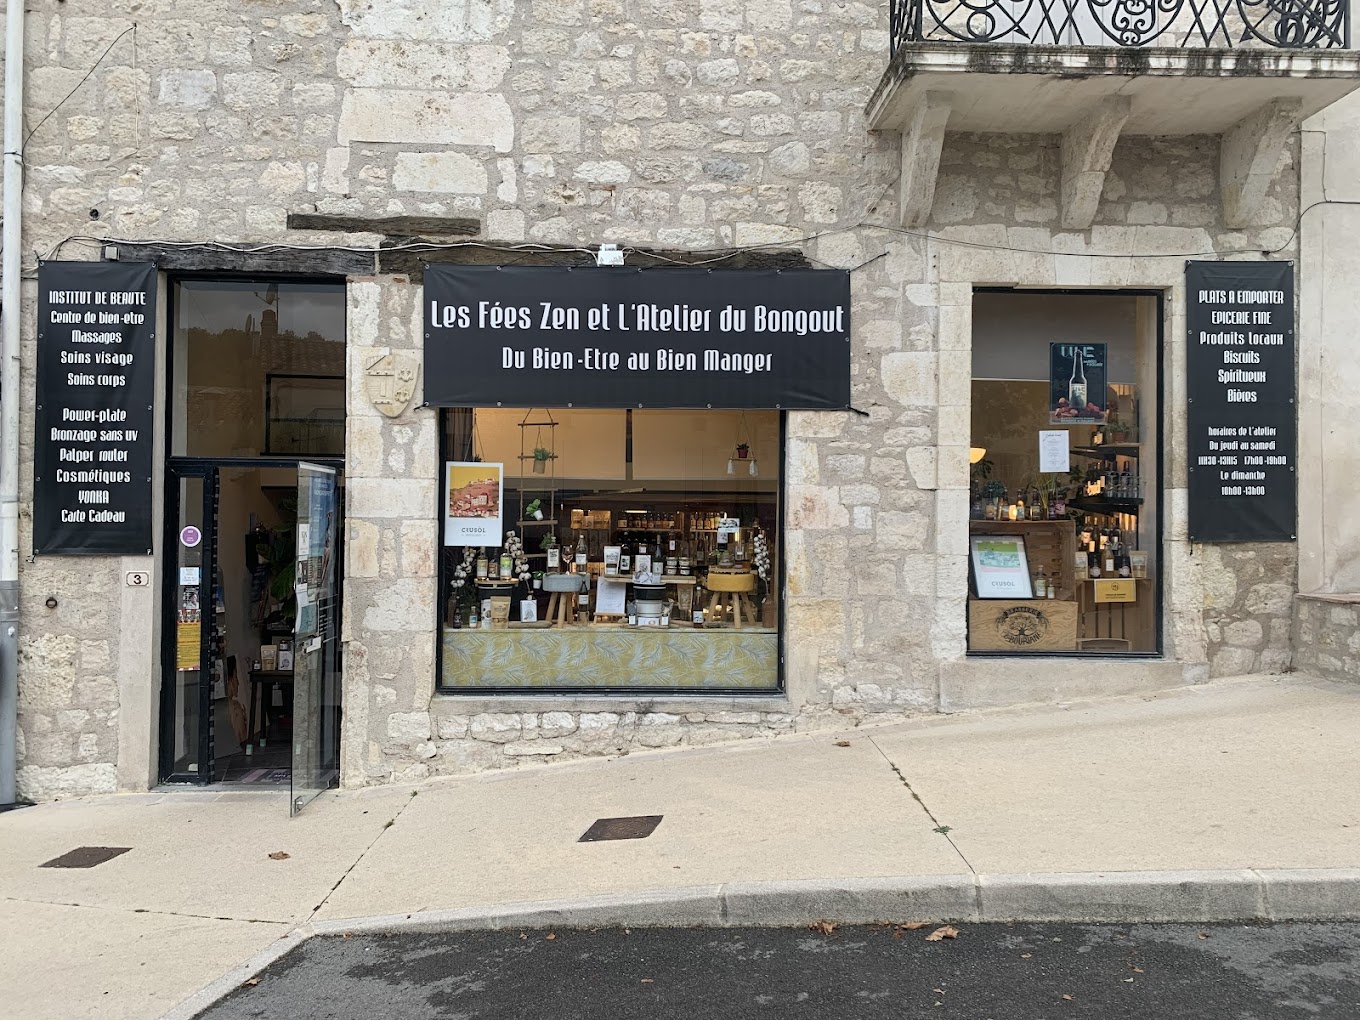 INSTITUT DE BEAUTE
Centre de bien-etre
Massages
Soins visage
Soins corps
Power-plate
Bronzage sans uv
Palper rouler
Cosmétiques
YONKA
Carte Cadeau
3
Les Fées Zen et L'Atelier du Bongout
Du Bien-Etre au Bien Manger
CEUSÒL
CEUSÒL
PLATS A EMPORTER
EPICERIE FINE
Produits locaux
Biscuits
Spiritueux
Bières
horaires de l'atelier
Du jeudi au samedi
11H30-13H15 17h00-19h00
Le dimanche
10h00-13h00